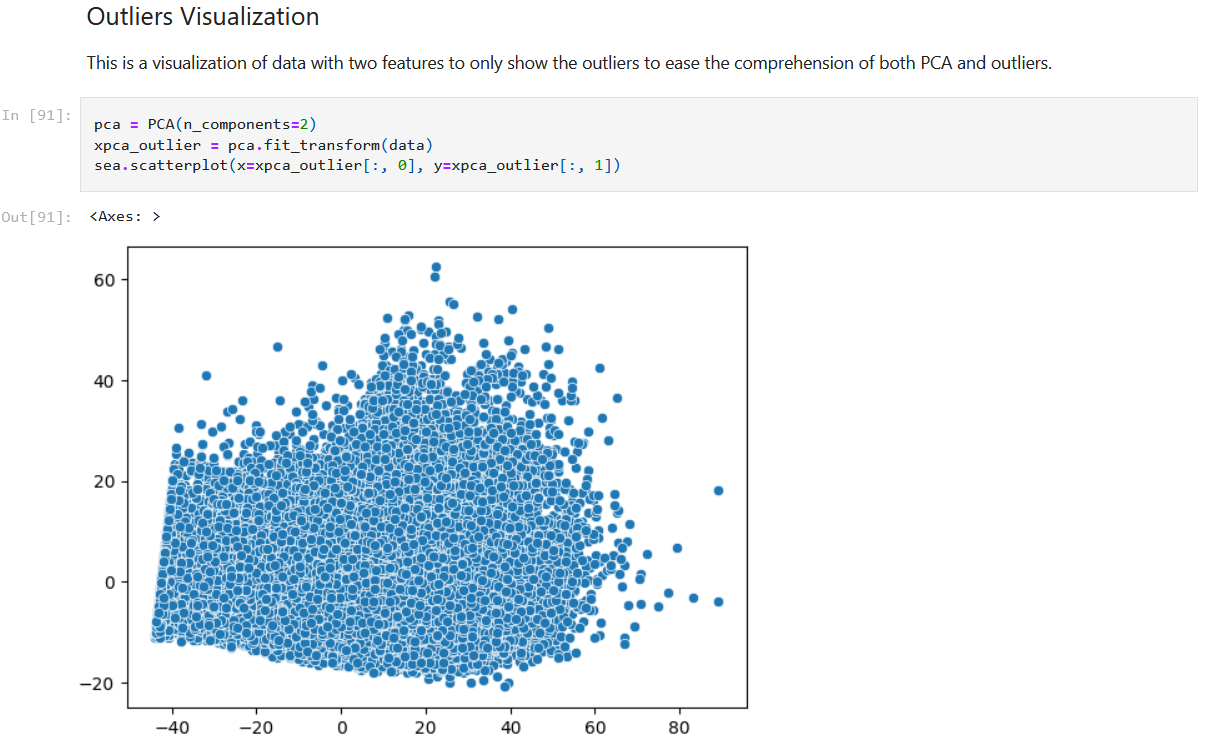 Outliers Visualization
This is a visualization of data with two features to only show the outliers to ease the comprehension of both PCA and outliers.
In [91]:
pca = PCA(n_components=2)
xpca_outlier = pca.fit_transform(data)
sea.scatterplot(x=xpca_outlier[:, 0], y=xpca_outlier[:, 1])
Out[91]: <Axes: >
60
40
20
0
−20
−40 −20 0 20 40 60 80